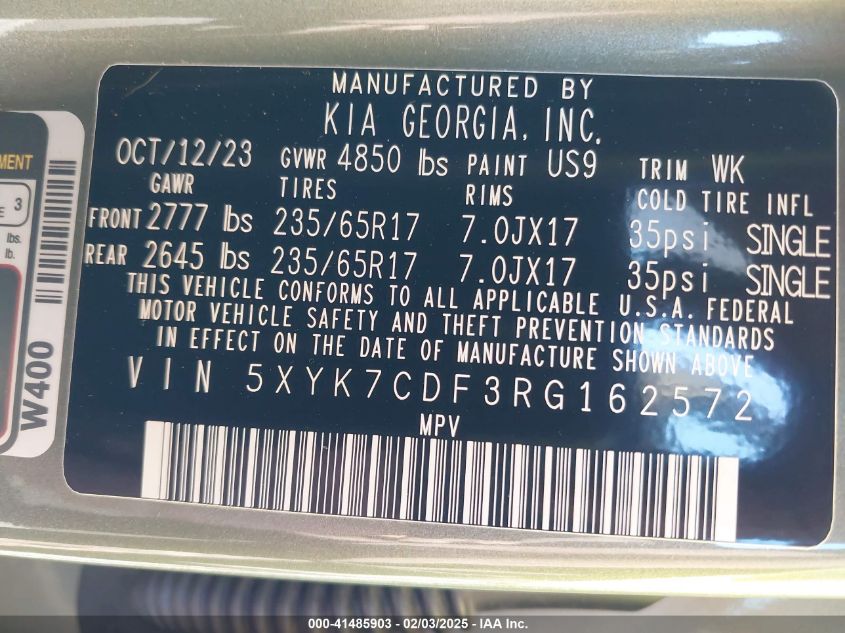 MANUFACTURED BY
KIA GEORGIA, INC.
OCT/12/23 GVWR 4850 lbs PAINT US9 TRIM WK
GAWR TIRES RIMS COLD TIRE INFL
FRONT 2777 lbs 235/65R17 7.0JX17 35psi SINGLE
REAR 2645 lbs 235/65R17 7.0JX17 35psi SINGLE
THIS VEHICLE CONFORMS TO ALL APPLICABLE U.S.A. FEDERAL
MOTOR VEHICLE SAFETY AND THEFT PREVENTION STANDARDS
IN EFFECT ON THE DATE OF MANUFACTURE SHOWN ABOVE
VIN 5XYK7CDF3RG162572
MPV
W400
3
lbs.
lb.
000-41485903 - 02/03/2025 - IAA Inc.